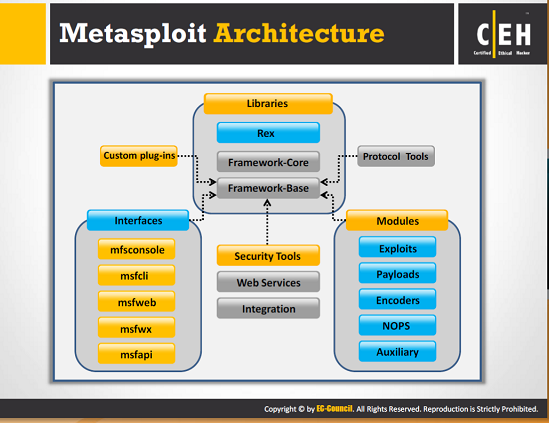 Metasploit Architecture
C|EH
Certified Ethical Hacker
Libraries
Rex
Framework-Core
Framework-Base
Custom plug-ins
Protocol Tools
Interfaces
mfsconsole
msfcli
msfweb
msfwx
msfapi
Security Tools
Web Services
Integration
Modules
Exploits
Payloads
Encoders
NOPS
Auxiliary
Copyright © by EG-Council. All Rights Reserved. Reproduction is Strictly Prohibited.